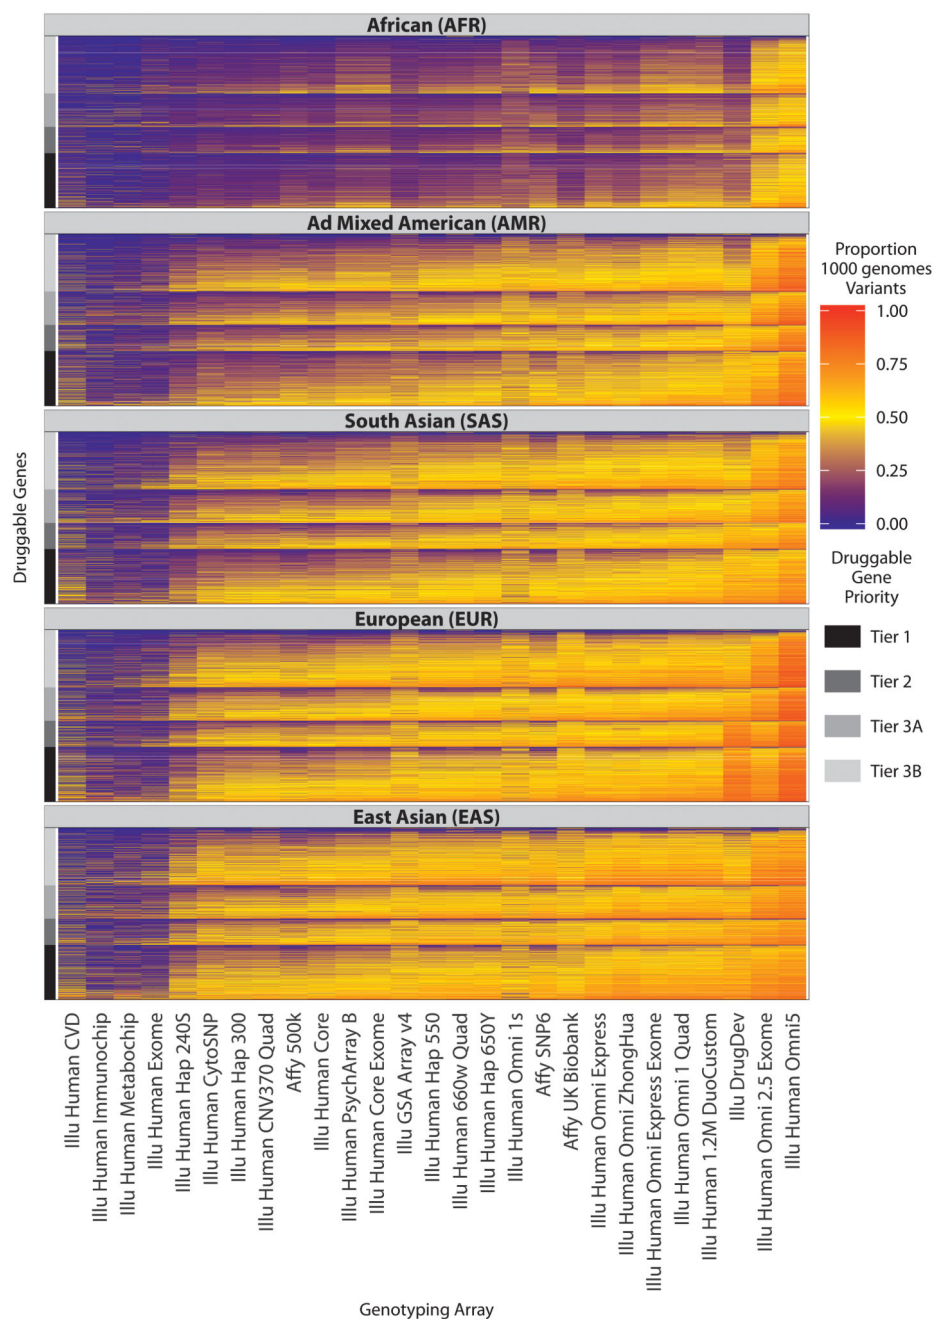 African (AFR)
Ad Mixed American (AMR)
South Asian (SAS)
European (EUR)
East Asian (EAS)
Druggable Genes
Proportion
1000 genomes
Variants
1.00
0.75
0.50
0.25
0.00
Druggable
Gene
Priority
Tier 1
Tier 2
Tier 3A
Tier 3B
Illu Human CVD
Illu Human Immunochip
Illu Human Metabochip
Illu Human Exome
Illu Human Hap 240S
Illu Human CytoSNP
Illu Human Hap 300
Illu Human CNV370 Quad
Affy 500k
Illu Human Core
Illu Human PsychArray B
Illu Human Core Exome
Illu GSA Array v4
Illu Human Hap 550
Illu Human 660w Quad
Illu Human Hap 650Y
Illu Human Omni 1s
Affy SNP6
Affy UK Biobank
Illu Human Omni Express
Illu Human Omni ZhongHua
Illu Human Omni Express Exome
Illu Human Omni 1 Quad
Illu Human 1.2M DuoCustom
Illu DrugDev
Illu Human Omni 2.5 Exome
Illu Human Omni5
Genotyping Array